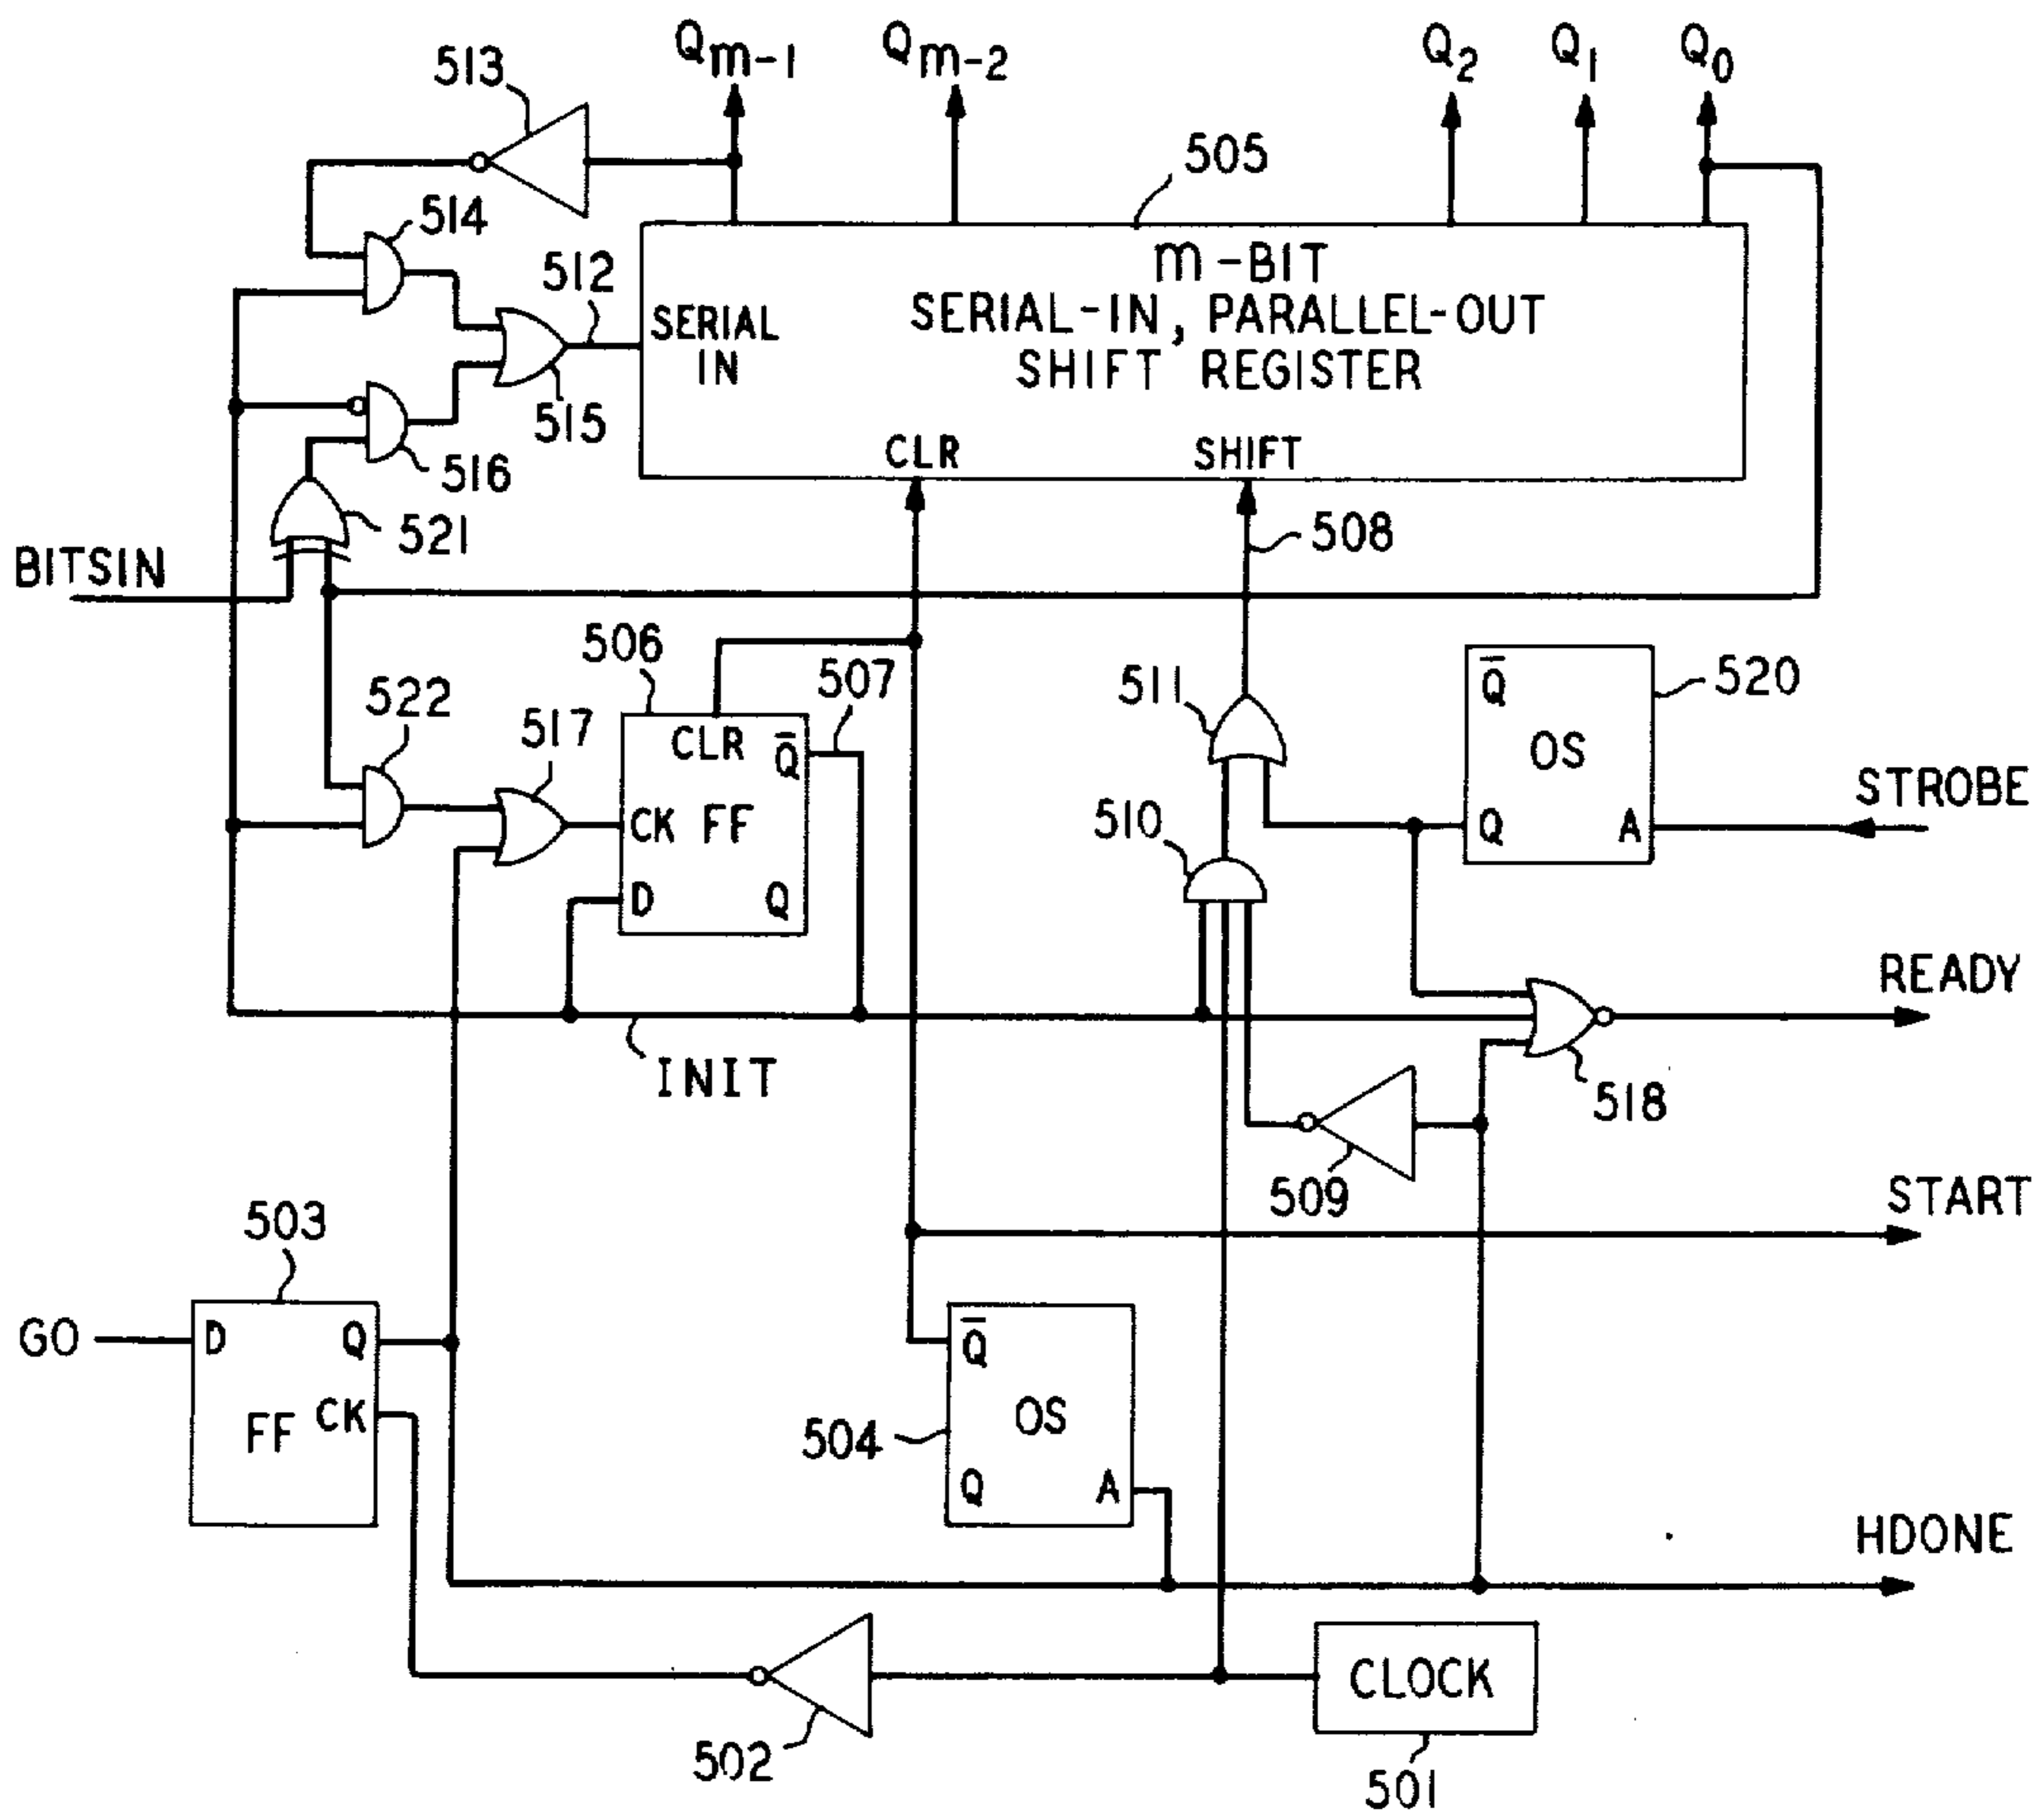 513
Qm-1
Qm-2
Q2
Q1
Q0
505
514
512
m-BIT
SERIAL-IN, PARALLEL-OUT
SHIFT REGISTER
SERIAL
IN
515
516
CLR
SHIFT
521
508
BITSIN
506
507
522
517
CLR
Q̅
CK
FF
D
Q
511
Q̅
520
OS
STROBE
Q
A
510
READY
INIT
518
509
START
503
GO
D
Q
FF
CK
Q̅
OS
504
Q
A
HDONE
CLOCK
502
501